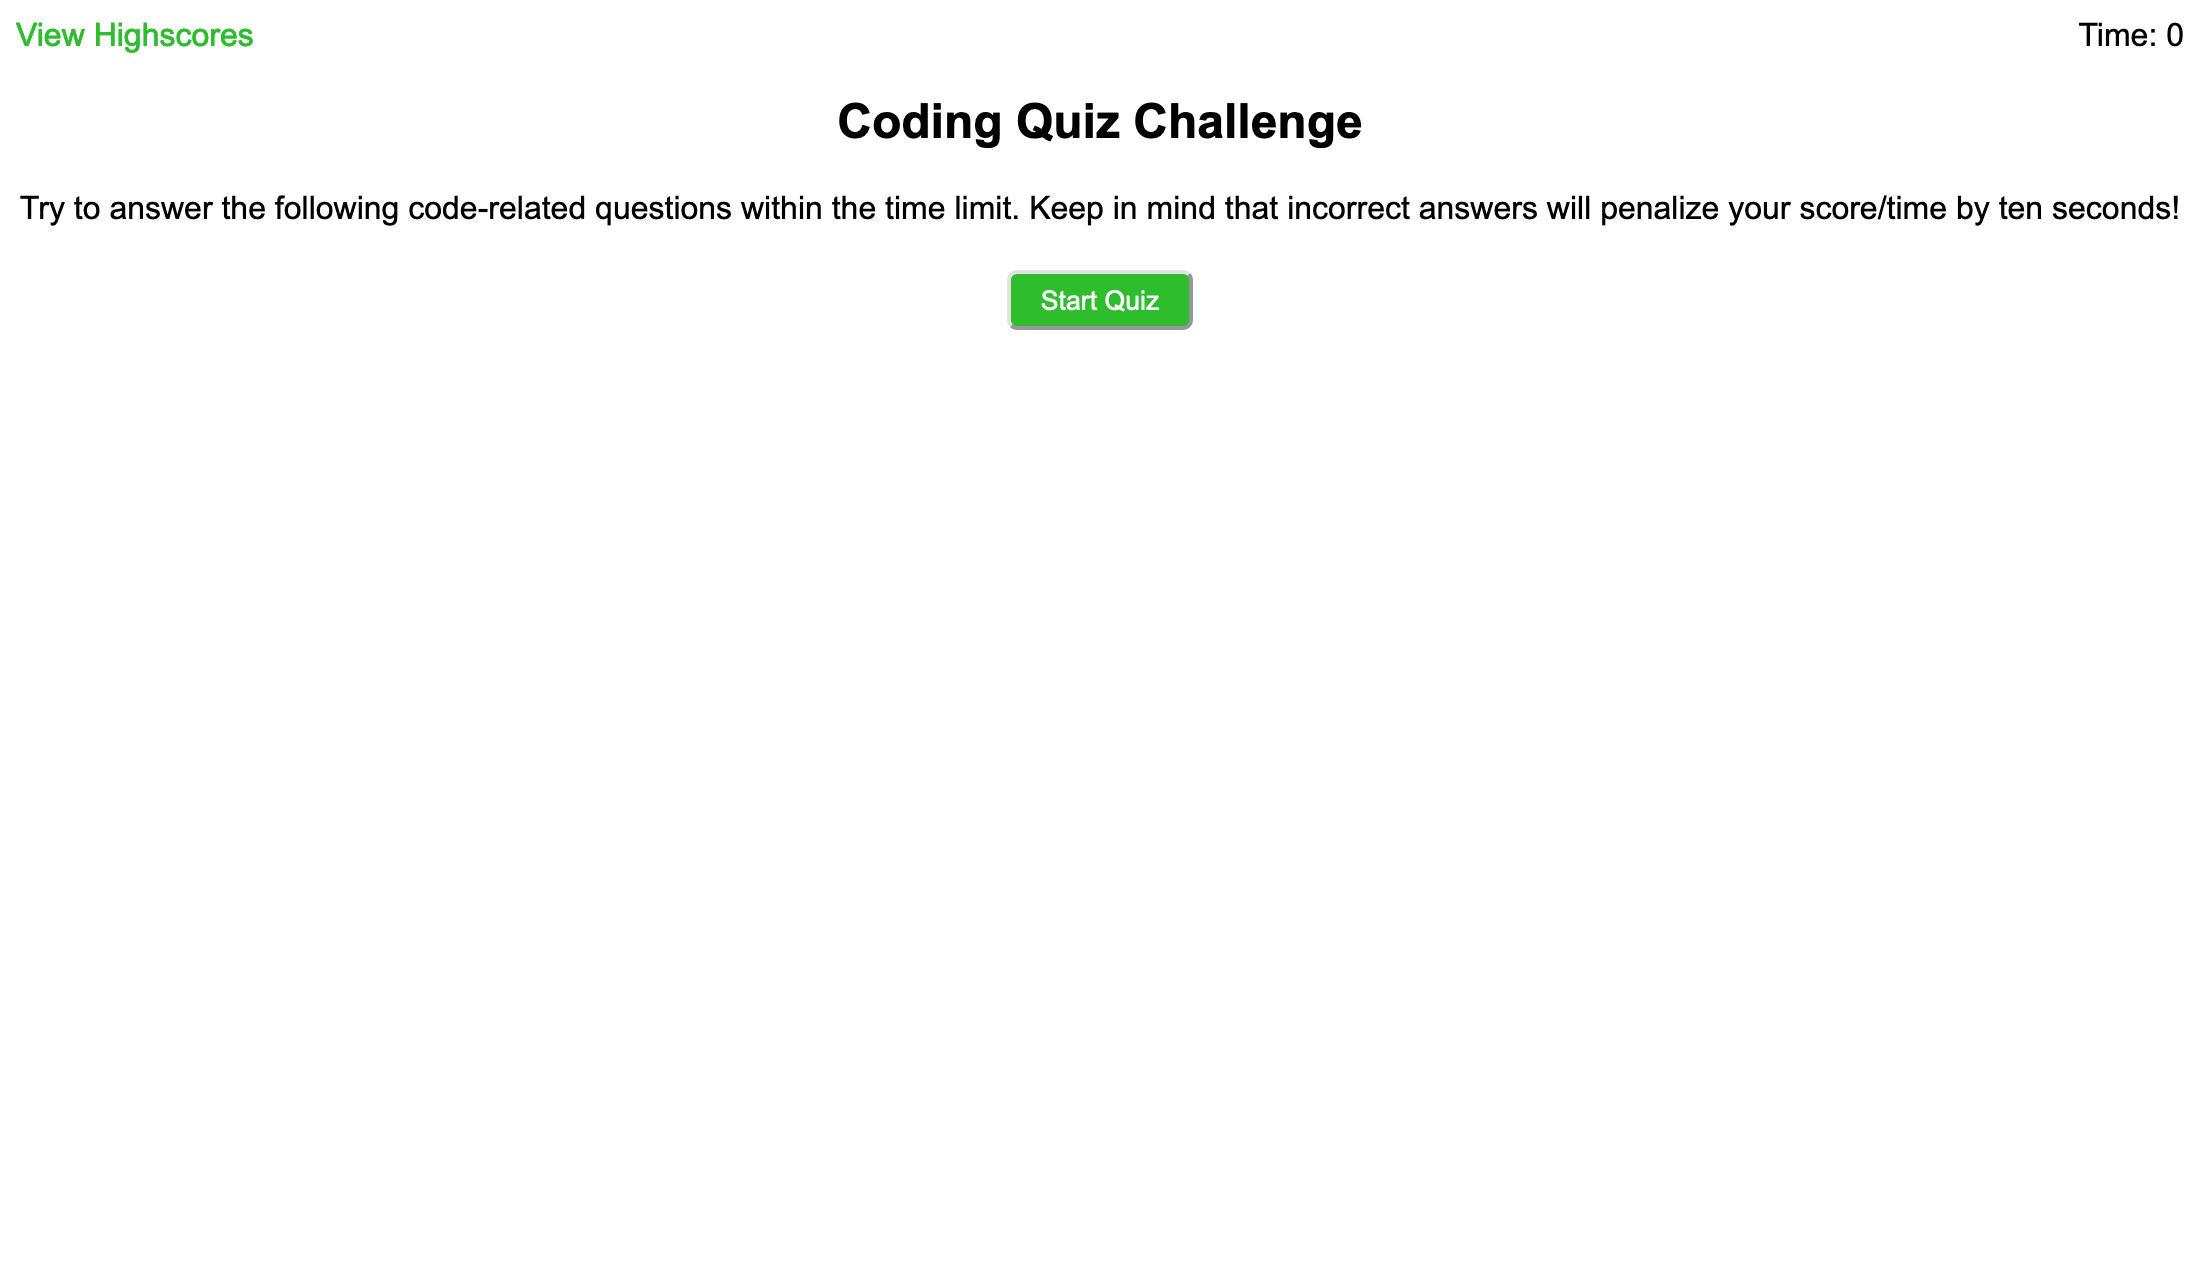 View Highscores
Time: 0
Coding Quiz Challenge
Try to answer the following code-related questions within the time limit. Keep in mind that incorrect answers will penalize your score/time by ten seconds!
Start Quiz